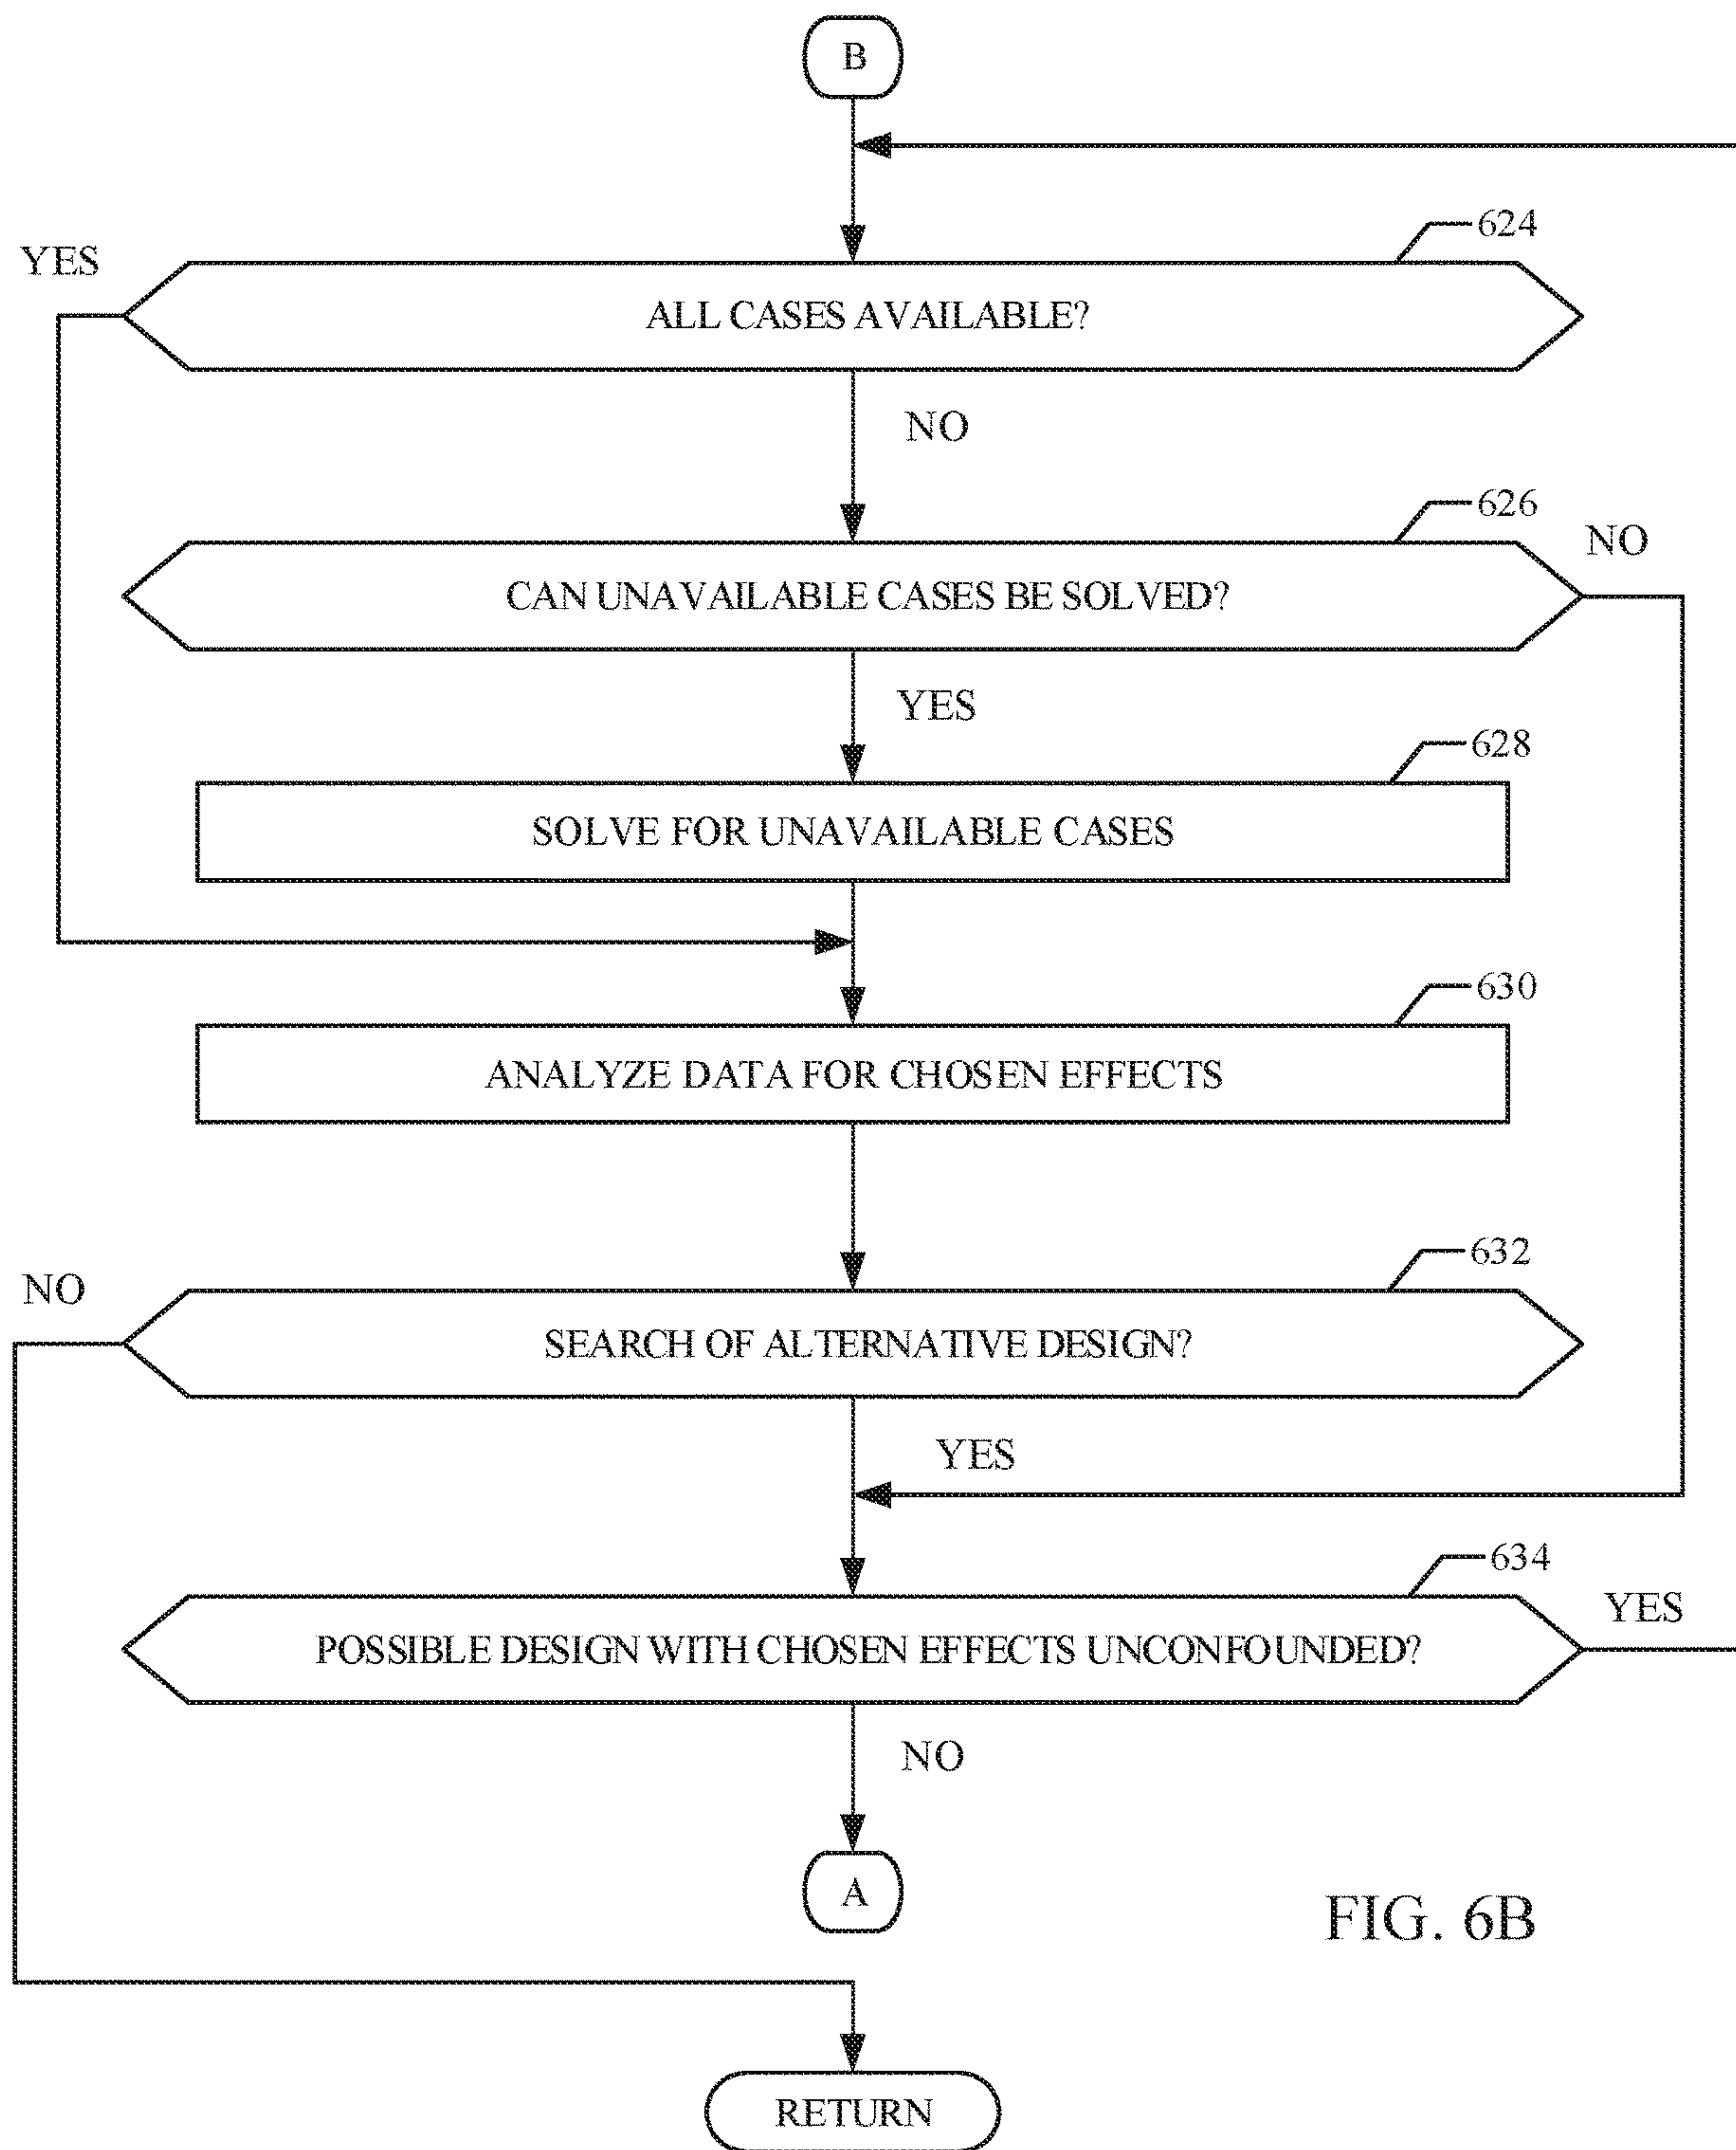 B
624
YES
ALL CASES AVAILABLE?
NO
626
NO
CAN UNAVAILABLE CASES BE SOLVED?
YES
628
SOLVE FOR UNAVAILABLE CASES
630
ANALYZE DATA FOR CHOSEN EFFECTS
632
NO
SEARCH OF ALTERNATIVE DESIGN?
YES
634
YES
POSSIBLE DESIGN WITH CHOSEN EFFECTS UNCONFOUNDED?
NO
A
FIG. 6B
RETURN